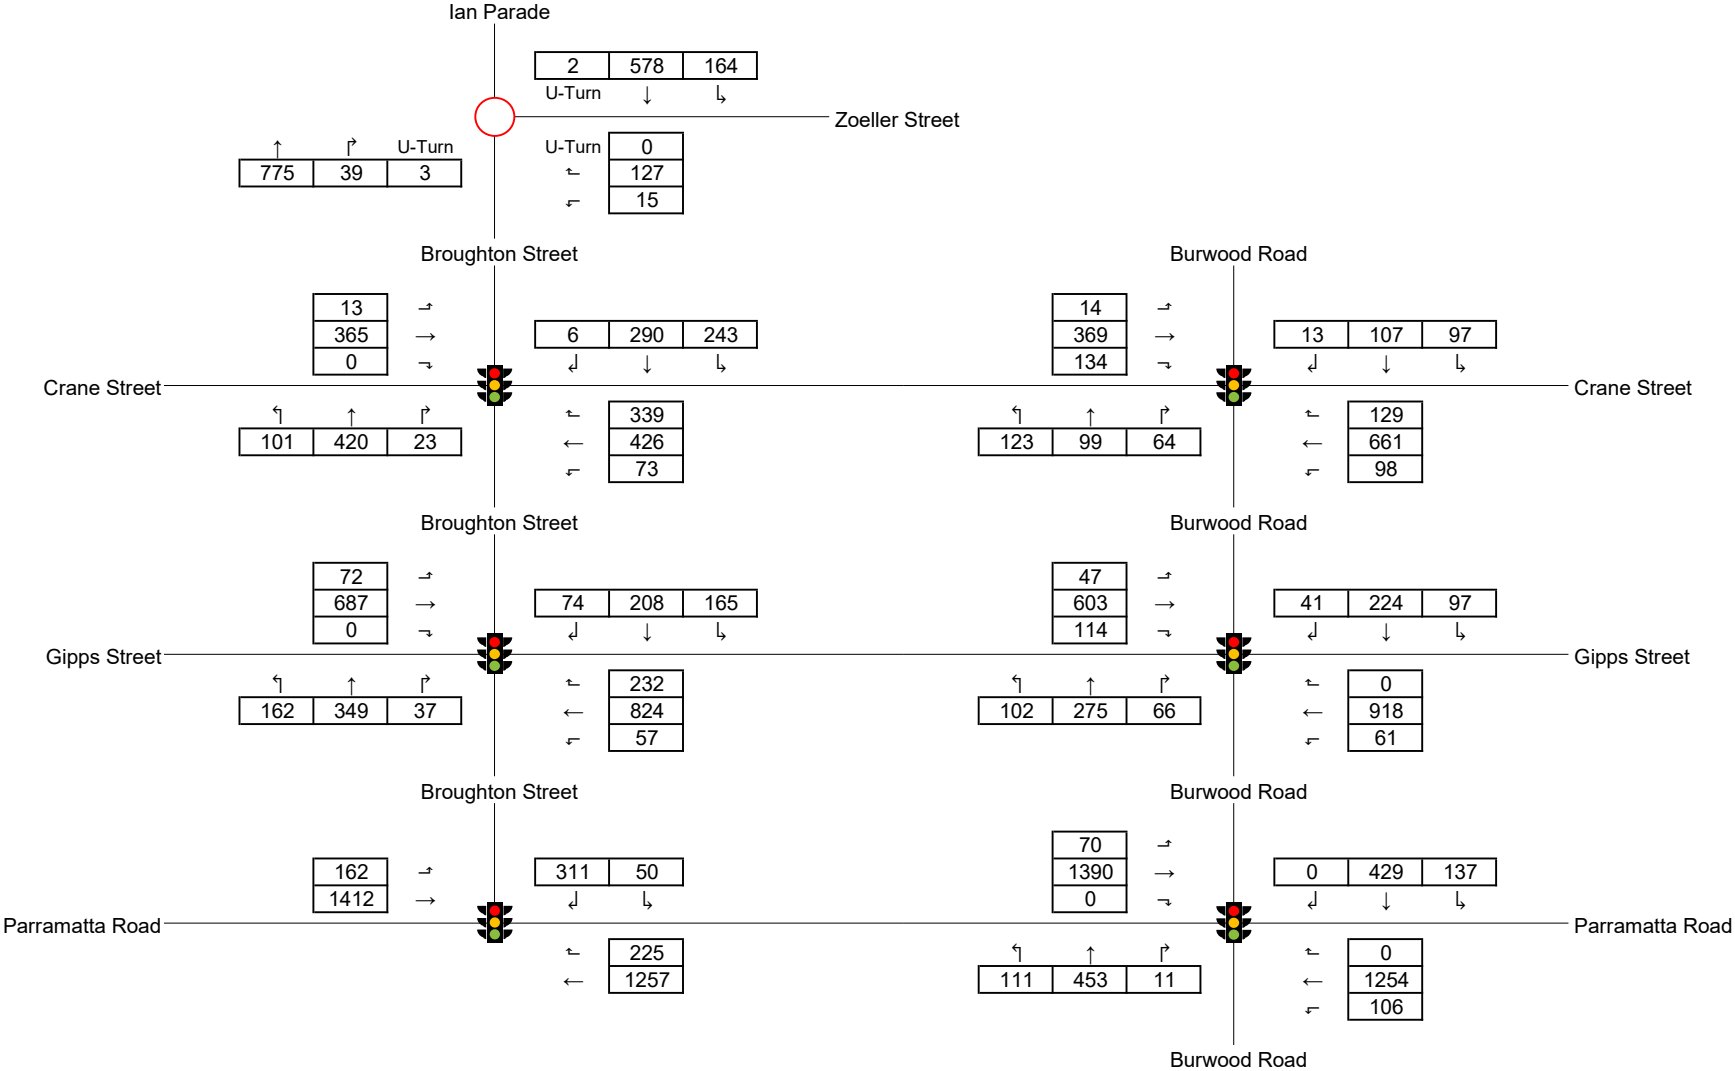 Ian Parade
2 578 164
U-Turn ↓ ↳
Zoeller Street
↑ ↱ U-Turn
775 39 3
U-Turn 0
127
15
Broughton Street
Burwood Road
13
365 →
0
6 290 243
↲ ↓ ↳
14
369 →
134
13 107 97
↲ ↓ ↳
Crane Street
Crane Street
↰ ↑ ↱
101 420 23
339
← 426
73
↰ ↑ ↱
123 99 64
129
← 661
98
Broughton Street
Burwood Road
72
687 →
0
74 208 165
↲ ↓ ↳
47
603 →
114
41 224 97
↲ ↓ ↳
Gipps Street
Gipps Street
↰ ↑ ↱
162 349 37
232
← 824
57
↰ ↑ ↱
102 275 66
0
← 918
61
Broughton Street
Burwood Road
162
1412 →
311 50
↲ ↳
70
1390 →
0
0 429 137
↲ ↓ ↳
Parramatta Road
Parramatta Road
225
← 1257
↰ ↑ ↱
111 453 11
0
← 1254
106
Burwood Road